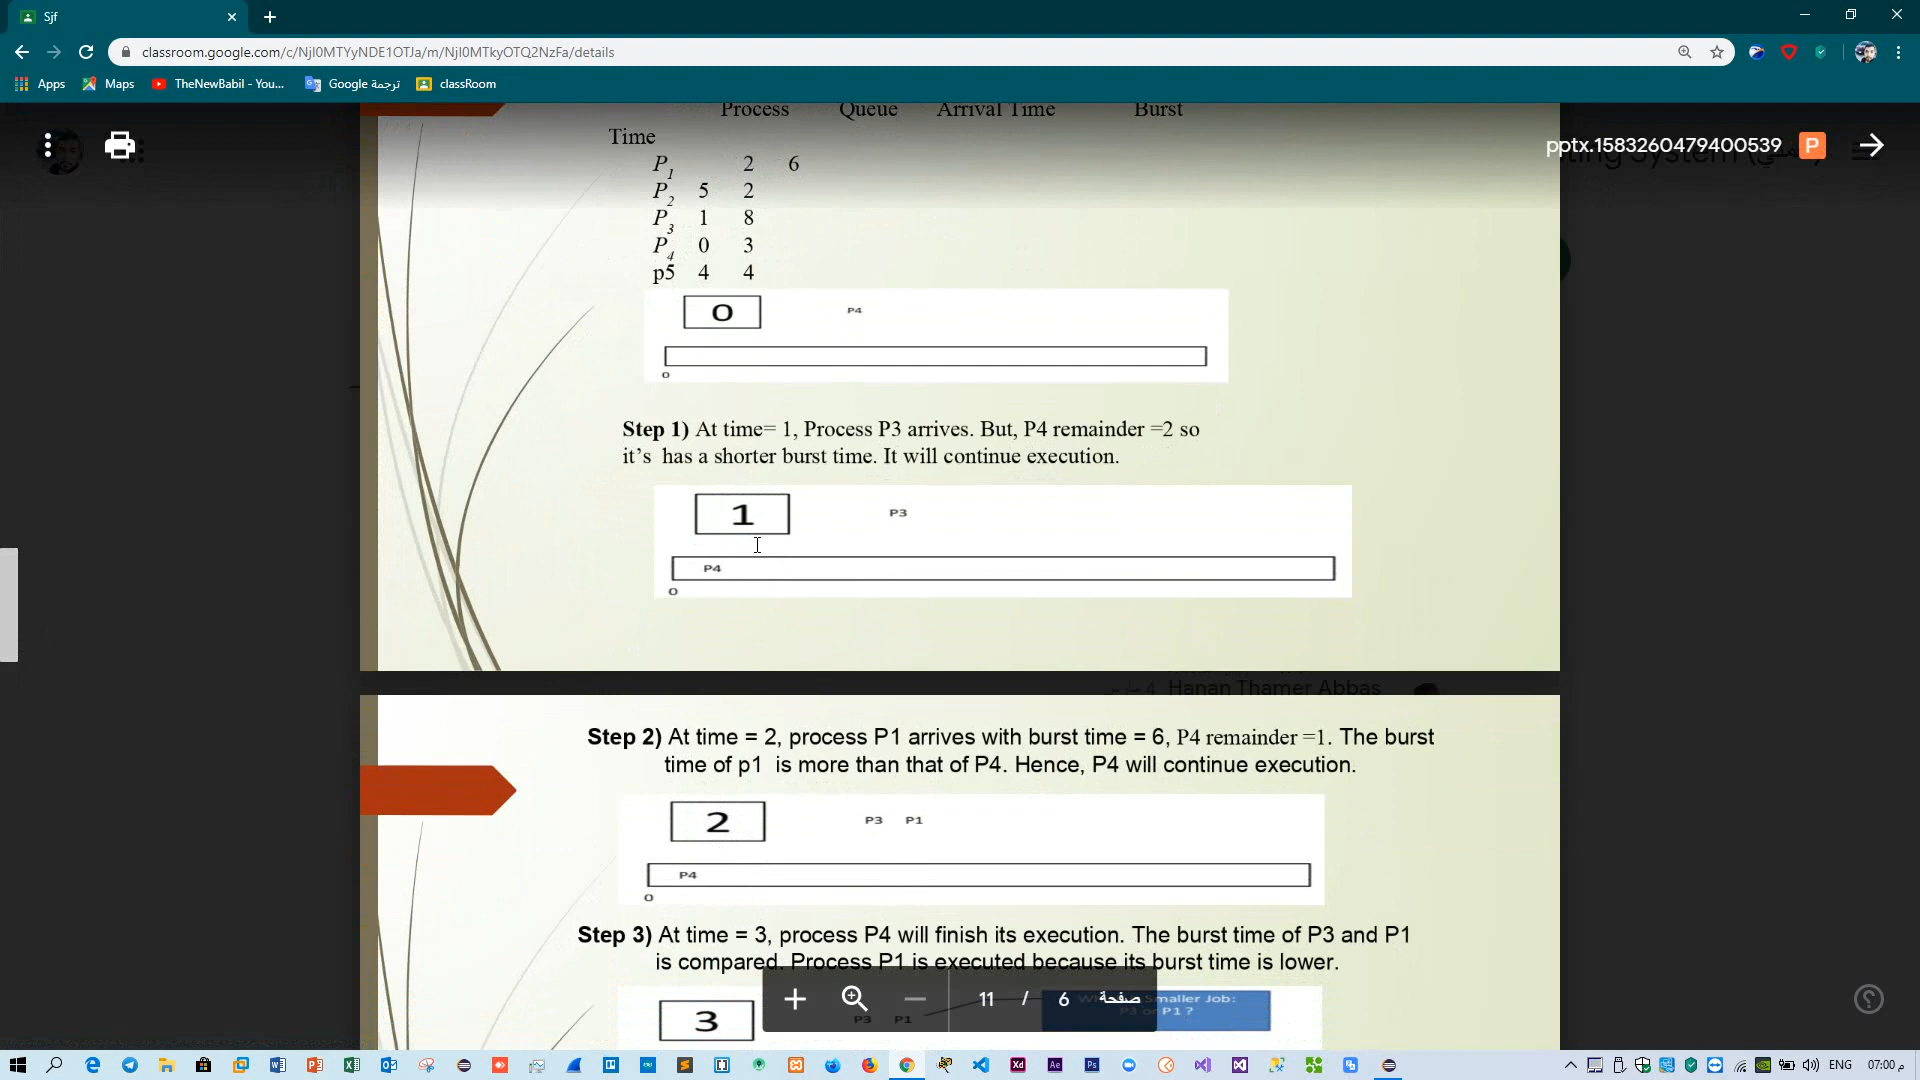 Sjf
classroom.google.com/c/NjI0MTYyNDE1OTJa/m/NjI0MTkyOTQ2NzFa/details
Apps
Maps
TheNewBabil - You...
ترجمة Google
classRoom
Process Queue Arrival Time Burst
Time
P1 2 6
P2 5 2
P3 1 8
P4 0 3
p5 4 4
pptx.1583260479400539
P
0 P4
0
Step 1) At time= 1, Process P3 arrives. But, P4 remainder =2 so
it's has a shorter burst time. It will continue execution.
1 P3
P4
0
Hanan Thamer Abbas
Step 2) At time = 2, process P1 arrives with burst time = 6, P4 remainder =1. The burst
time of p1 is more than that of P4. Hence, P4 will continue execution.
2 P3 P1
P4
0
Step 3) At time = 3, process P4 will finish its execution. The burst time of P3 and P1
is compared. Process P1 is executed because its burst time is lower.
3 P3 P1
Smaller Job:
P3 or P1 ?
صفحة 6 / 11
ENG
07:00 م